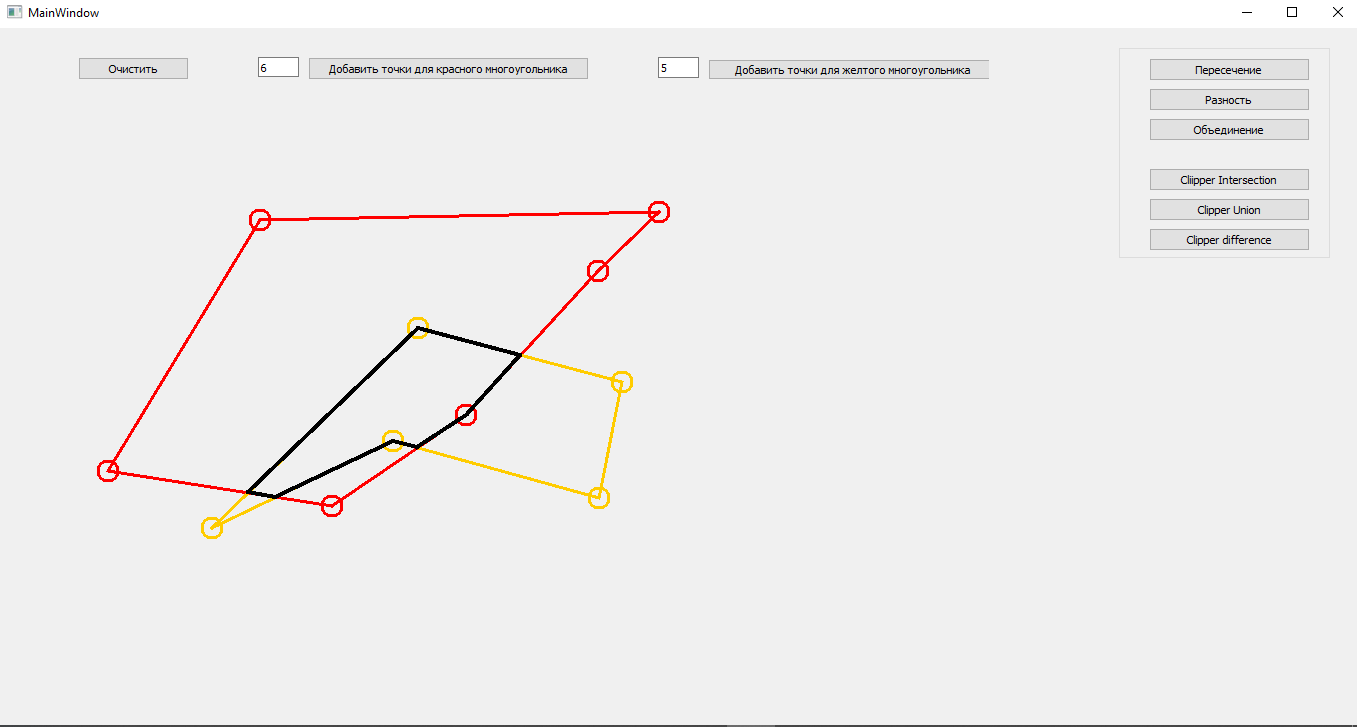 MainWindow
Очистить
6
Добавить точки для красного многоугольника
5
Добавить точки для желтого многоугольника
Пересечение
Разность
Объединение
Cliipper Intersection
Clipper Union
Clipper difference